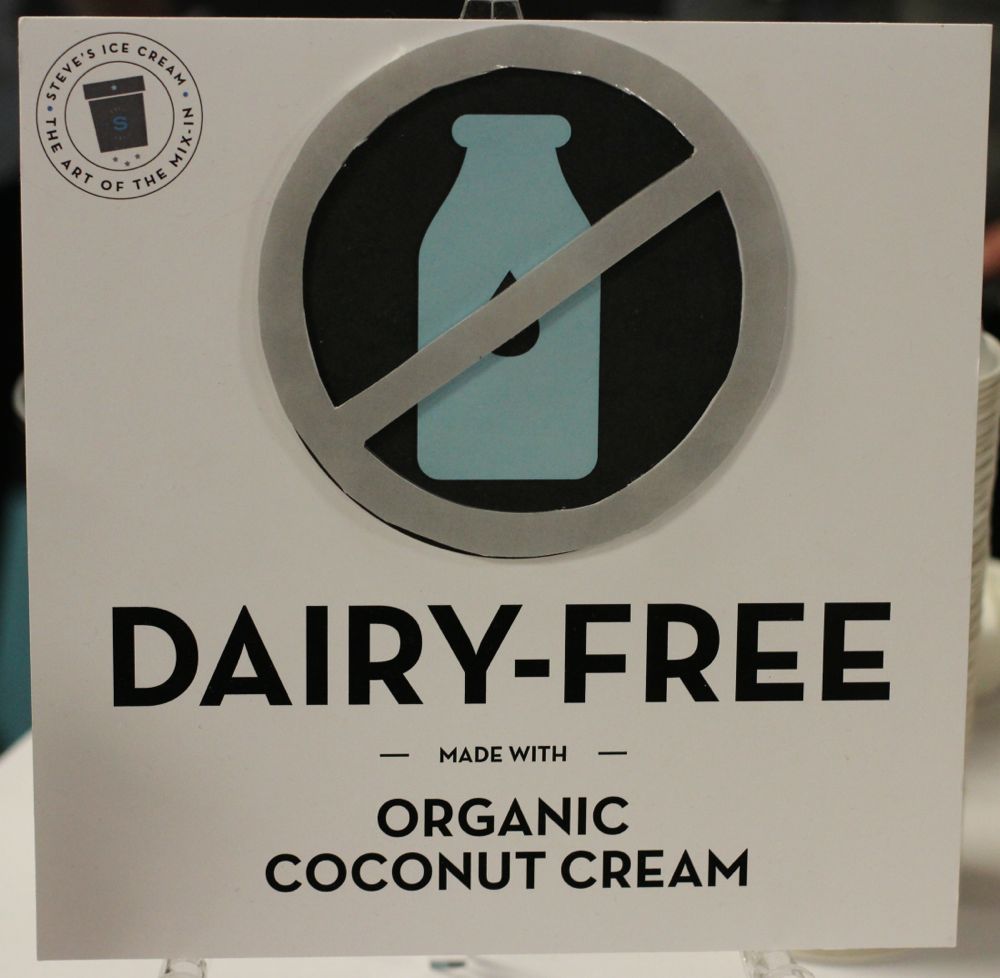 STEVE'S ICE CREAM
THE ART OF THE MIX-IN
S
DAIRY-FREE
— MADE WITH —
ORGANIC
COCONUT CREAM